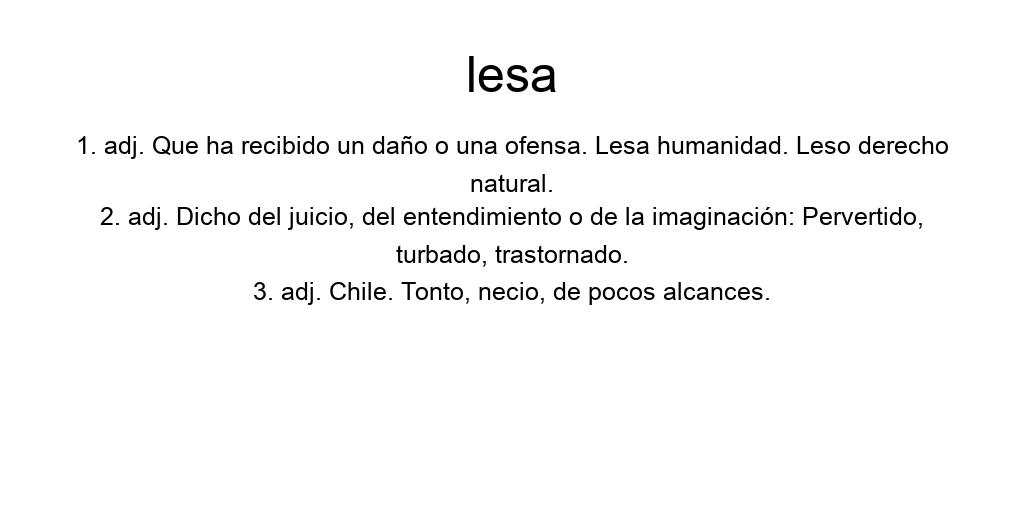 lesa
1. adj. Que ha recibido un daño o una ofensa. Lesa humanidad. Leso derecho
natural.
2. adj. Dicho del juicio, del entendimiento o de la imaginación: Pervertido,
turbado, trastornado.
3. adj. Chile. Tonto, necio, de pocos alcances.